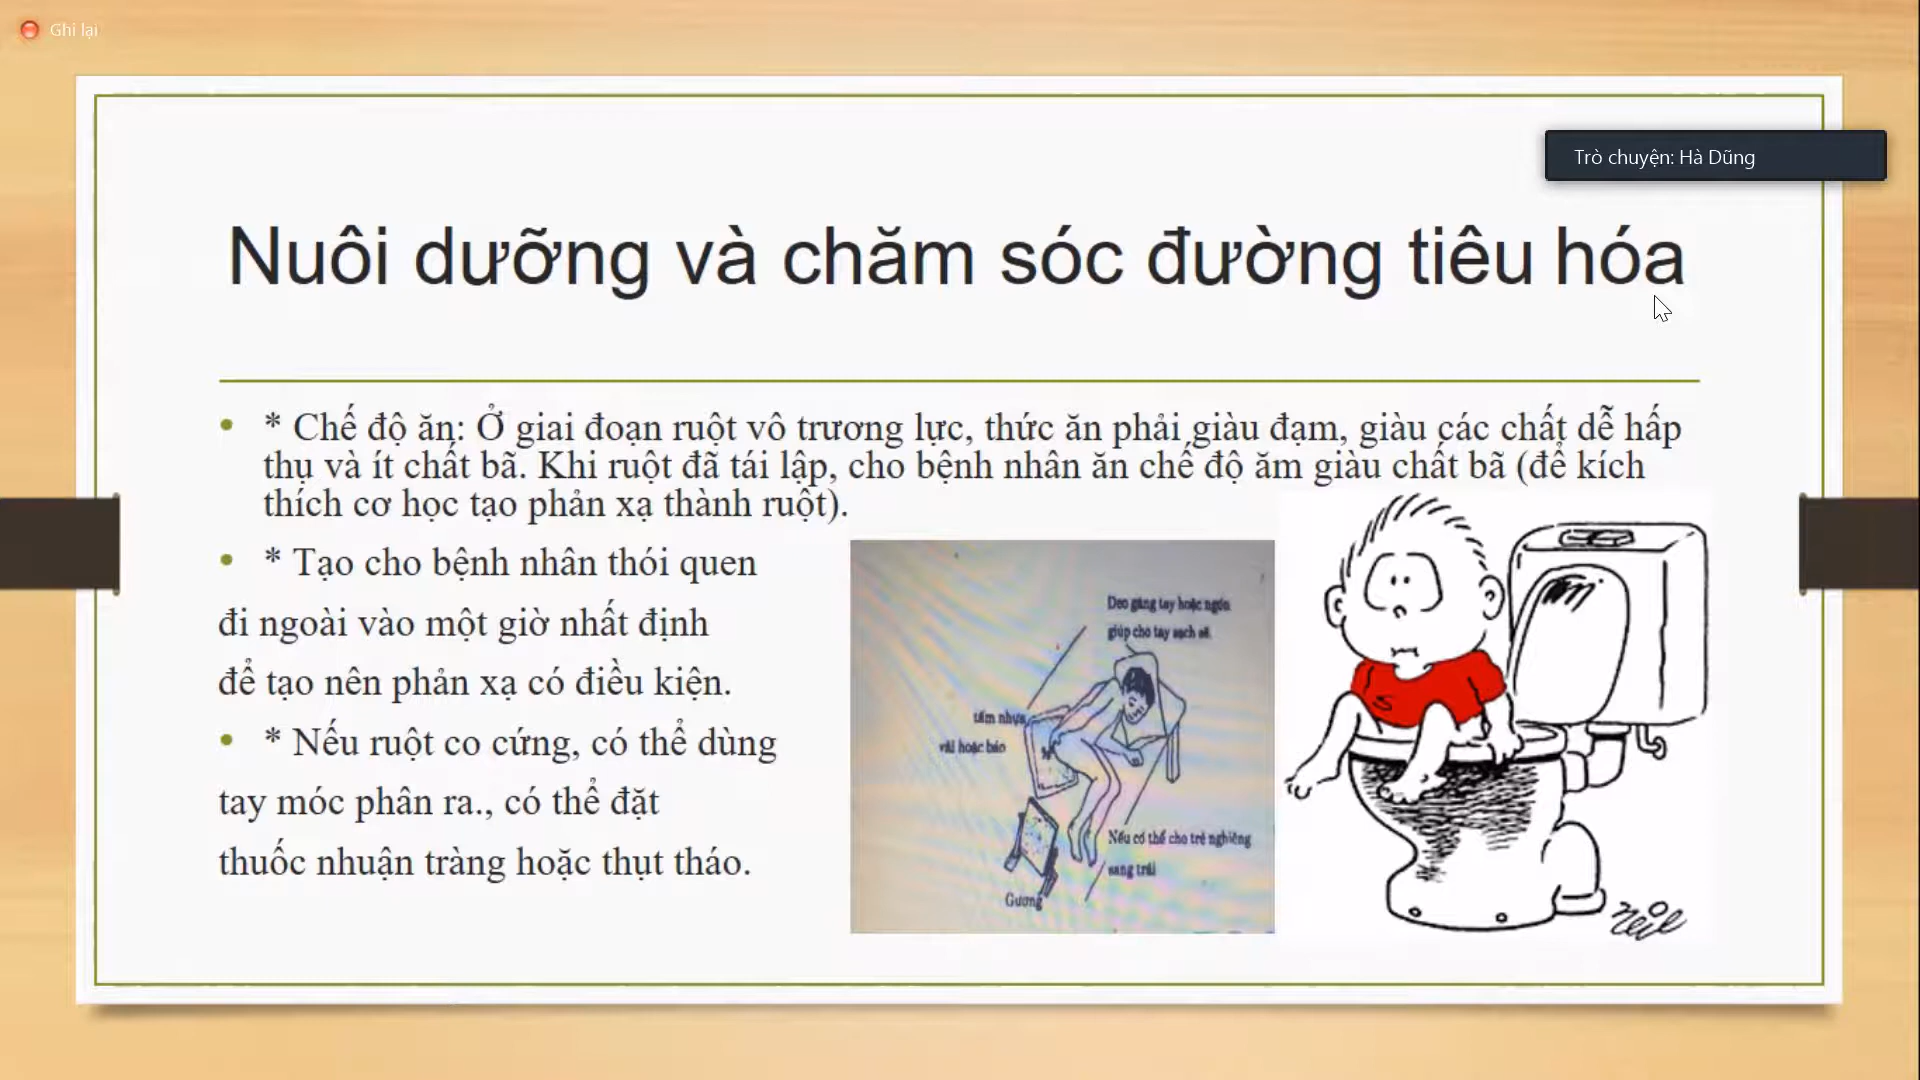 Ghi lại
Trò chuyện: Hà Dũng
Nuôi dưỡng và chăm sóc đường tiêu hóa
• * Chế độ ăn: Ở giai đoạn ruột vô trương lực, thức ăn phải giàu đạm, giàu các chất dễ hấp
thụ và ít chất bã. Khi ruột đã tái lập, cho bệnh nhân ăn chế độ ăm giàu chất bã (để kích
thích cơ học tạo phản xạ thành ruột).
• * Tạo cho bệnh nhân thói quen
đi ngoài vào một giờ nhất định
để tạo nên phản xạ có điều kiện.
• * Nếu ruột co cứng, có thể dùng
tay móc phân ra., có thể đặt
thuốc nhuận tràng hoặc thụt tháo.
Deo găng tay hoặc ngón
giúp cho tay sạch sẽ.
tấm nhựa
vải hoặc báo
Nếu có thể cho trẻ nghiêng
sang trái
Gương
Neil